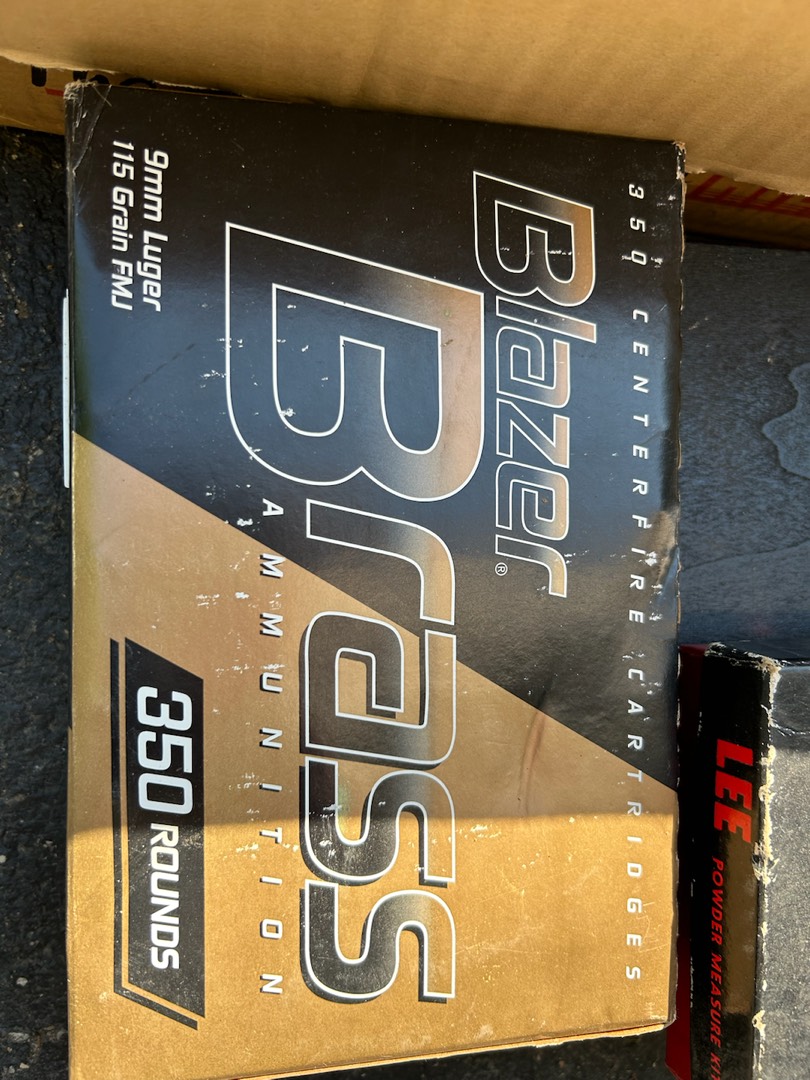 350 CENTERFIRE CARTRIDGES
Blazer®
Brass
AMMUNITION
9mm Luger
115 Grain FMJ
350 ROUNDS
LEE
POWDER MEASURE KIT